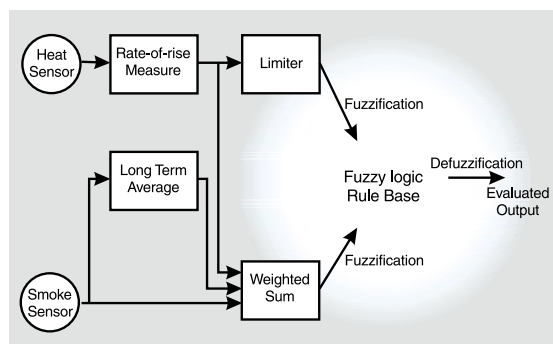 Heat
Sensor
Rate-of-rise
Measure
Limiter
Fuzzification
Long Term
Average
Fuzzy logic
Rule Base
Defuzzification
Evaluated
Output
Fuzzification
Smoke
Sensor
Weighted
Sum